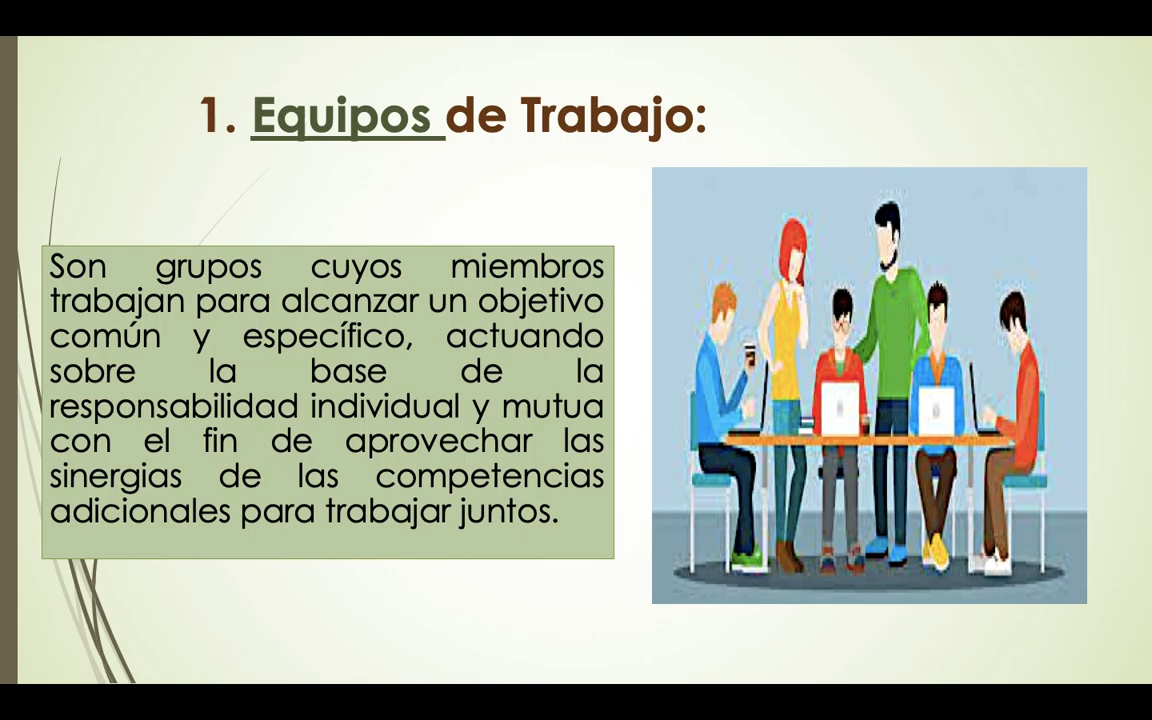 1. Equipos de Trabajo:
Son grupos cuyos miembros
trabajan para alcanzar un objetivo
común y específico, actuando
sobre la base de la
responsabilidad individual y mutua
con el fin de aprovechar las
sinergias de las competencias
adicionales para trabajar juntos.